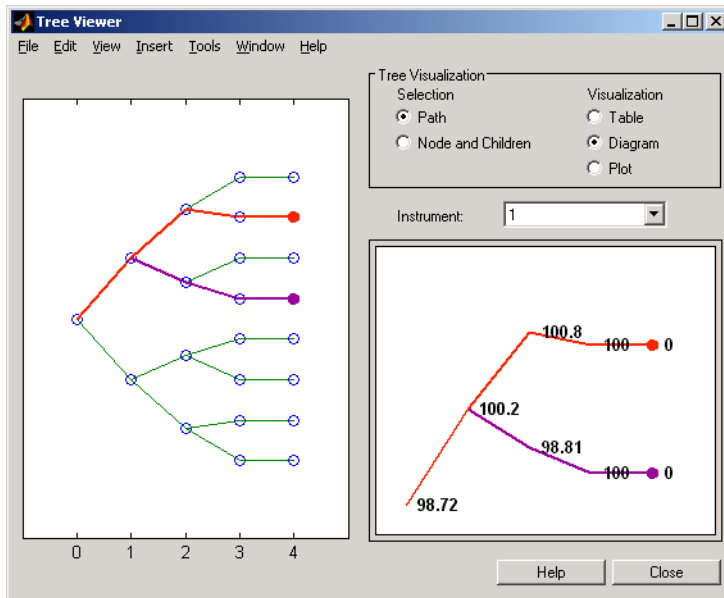 Tree Viewer
File Edit View Insert Tools Window Help
Tree Visualization
Selection Visualization
Path Table
Node and Children Diagram
Plot
Instrument: 1
100.8
100 0
100.2
98.81
100 0
98.72
0 1 2 3 4
Help Close